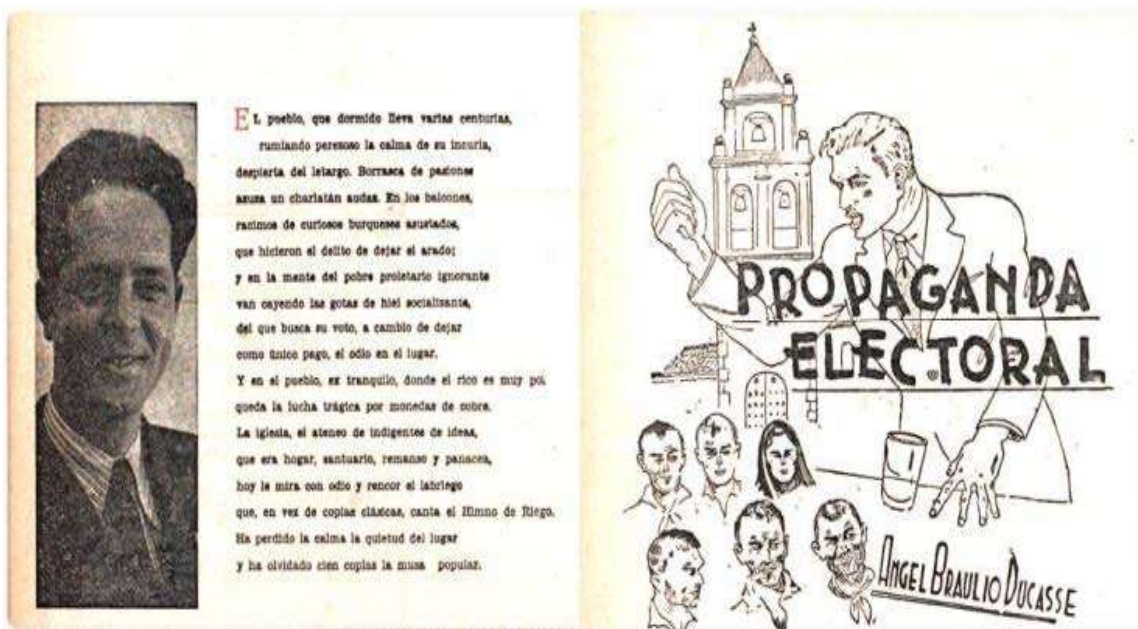 EL pueblo, que dormido lleva varias centurias,
rumiando perezoso la calma de su incuria,
despierta del letargo. Borrasca de pasiones
azuza un charlatán audaz. En los balcones,
racimos de curiosos burgueses asustados,
que hicieron el delito de dejar el arado;
y en la mente del pobre proletario ignorante
van cayendo las gotas de hiel socializante,
del que busca su voto, a cambio de dejar
como único pago, el odio en el lugar.
Y en el pueblo, ex tranquilo, donde el rico es muy
queda la lucha trágica por monedas de cobre.
La iglesia, el ateneo de indigentes de ideas,
que era hogar, santuario, remanso y panacea,
hoy le mira con odio y rencor el labriego
que, en vez de coplas clásicas, canta el Himno de Riego.
Ha perdido la calma la quietud del lugar
y ha olvidado cien coplas la musa popular.
PROPAGANDA
ELECTORAL
ANGEL BRAULIO DUCASSE